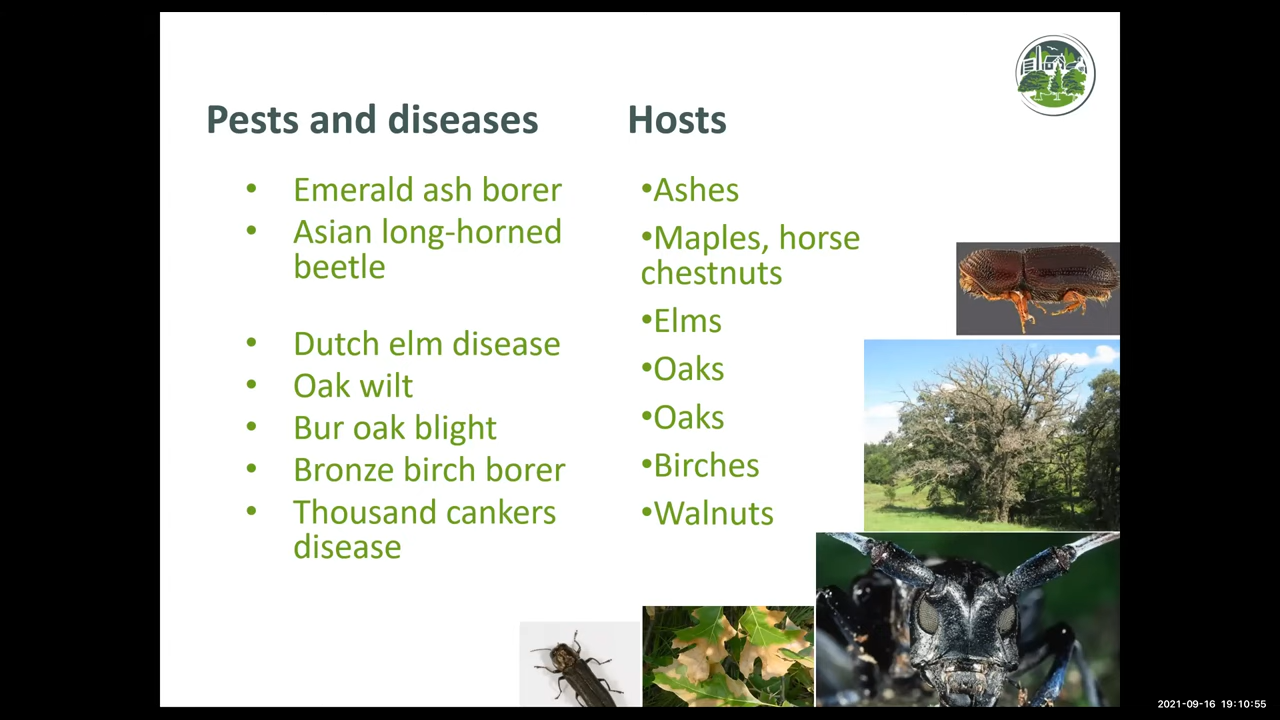 Pests and diseases
• Emerald ash borer
• Asian long-horned
beetle
• Dutch elm disease
• Oak wilt
• Bur oak blight
• Bronze birch borer
• Thousand cankers
disease
Hosts
•Ashes
•Maples, horse
chestnuts
•Elms
•Oaks
•Oaks
•Birches
•Walnuts
2021-09-16 19:10:55